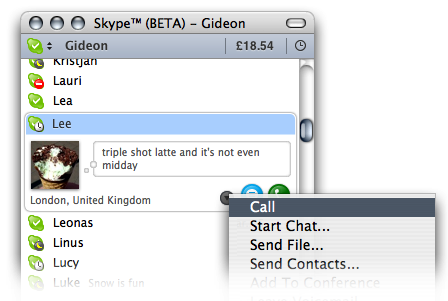 Skype™ (BETA) – Gideon
Gideon
£18.54
Kristjan
Lauri
Lea
Lee
triple shot latte and it's not even
midday
London, United Kingdom
Leonas
Linus
Lucy
Luke Snow is fun
Call
Start Chat...
Send File...
Send Contacts...
Add To Conference
Leave Voicemail